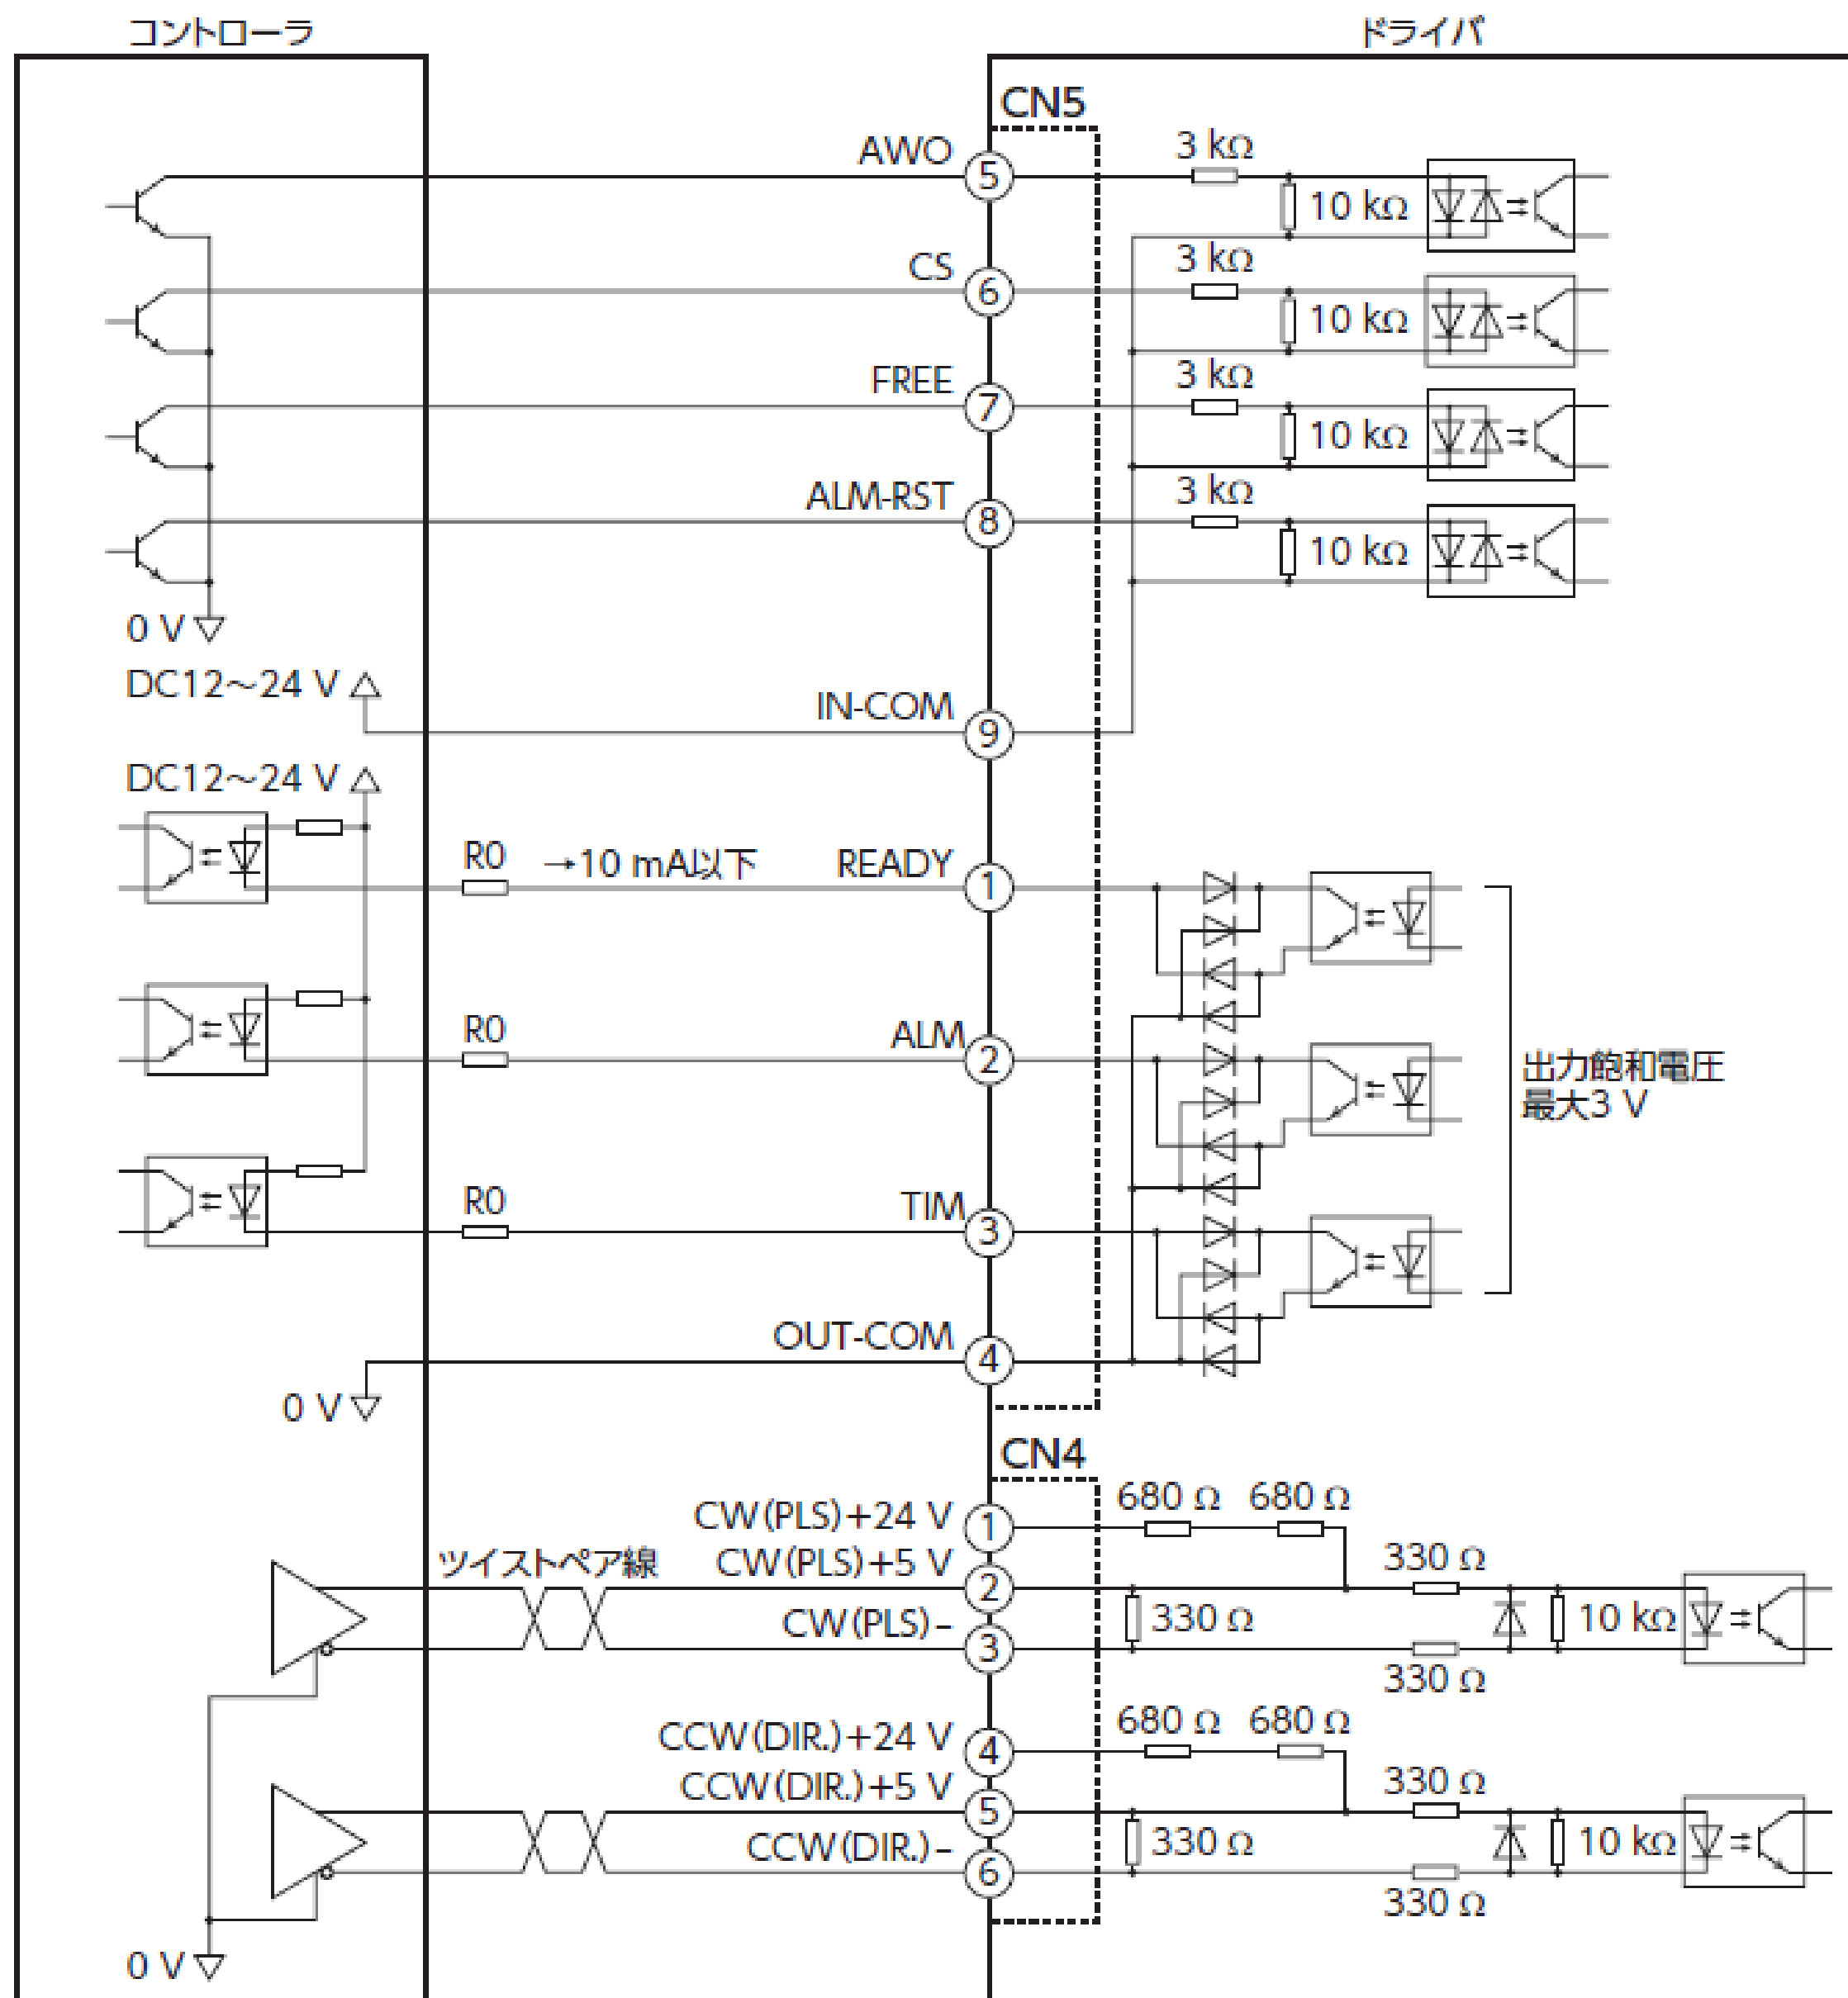 コントローラ
ドライバ
CN5
AWO
5
3 kΩ
10 kΩ
CS
6
3 kΩ
10 kΩ
FREE
7
3 kΩ
10 kΩ
ALM-RST
8
3 kΩ
10 kΩ
0 V
DC12～24 V
IN-COM
9
DC12～24 V
R0
→10 mA以下
READY
1
R0
ALM
2
出力飽和電圧
最大3 V
R0
TIM
3
OUT-COM
4
0 V
CN4
CW(PLS)+24 V
1
680 Ω
680 Ω
ツイストペア線
CW(PLS)+5 V
2
330 Ω
CW(PLS)−
3
330 Ω
10 kΩ
330 Ω
CCW(DIR.)+24 V
4
680 Ω
680 Ω
CCW(DIR.)+5 V
5
330 Ω
CCW(DIR.)−
6
330 Ω
10 kΩ
330 Ω
0 V